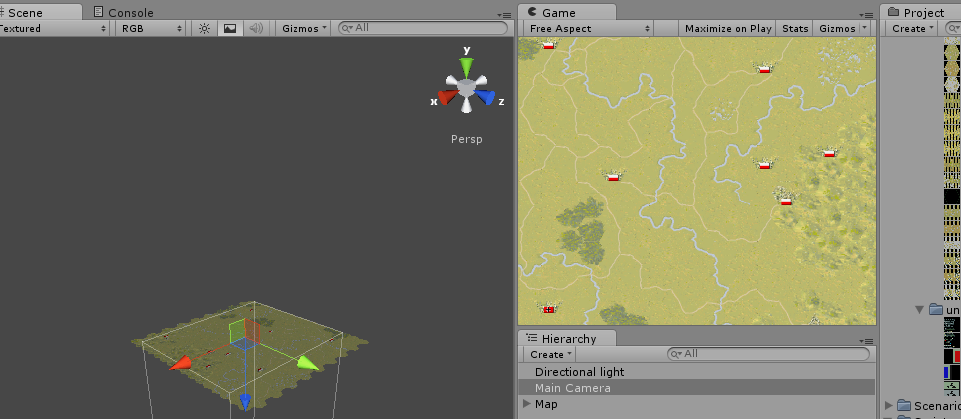 Scene
Console
Textured
RGB
Gizmos
All
y
x
z
Persp
Game
Free Aspect
Maximize on Play
Stats
Gizmos
Hierarchy
Create
All
Directional light
Main Camera
Map
Project
Create
un
Scenario